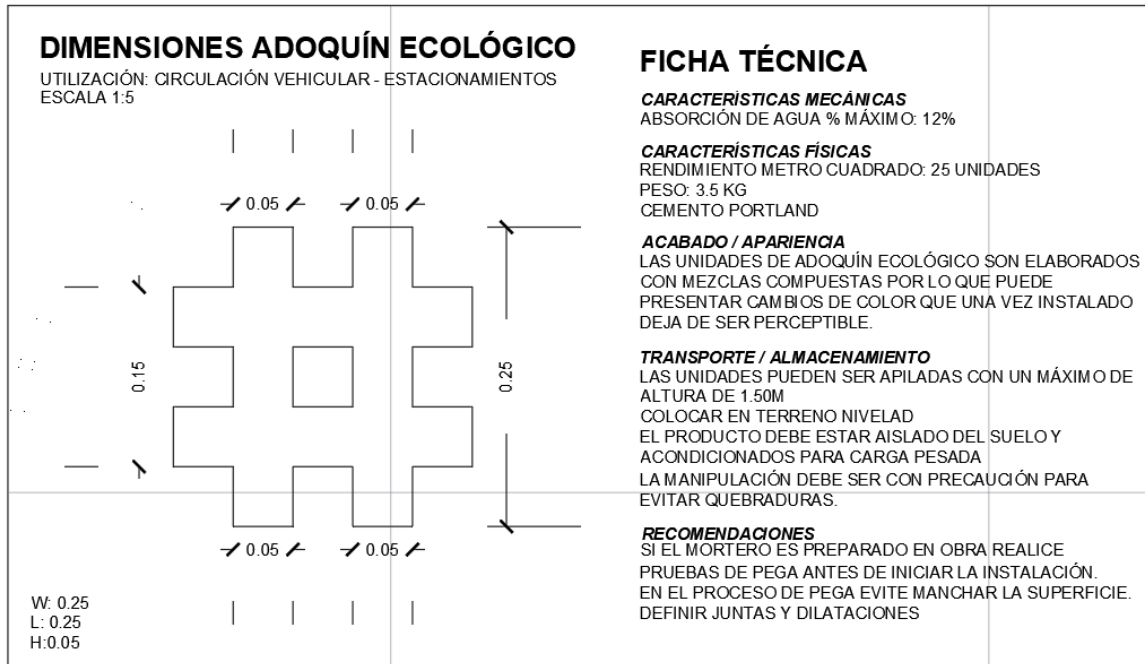 DIMENSIONES ADOQUÍN ECOLÓGICO
UTILIZACIÓN: CIRCULACIÓN VEHICULAR - ESTACIONAMIENTOS
ESCALA 1:5
0.05
0.05
0.15
0.25
0.05
0.05
W: 0.25
L: 0.25
H:0.05
FICHA TÉCNICA
CARACTERÍSTICAS MECÁNICAS
ABSORCIÓN DE AGUA % MÁXIMO: 12%
CARACTERÍSTICAS FÍSICAS
RENDIMIENTO METRO CUADRADO: 25 UNIDADES
PESO: 3.5 KG
CEMENTO PORTLAND
ACABADO / APARIENCIA
LAS UNIDADES DE ADOQUÍN ECOLÓGICO SON ELABORADOS
CON MEZCLAS COMPUESTAS POR LO QUE PUEDE
PRESENTAR CAMBIOS DE COLOR QUE UNA VEZ INSTALADO
DEJA DE SER PERCEPTIBLE.
TRANSPORTE / ALMACENAMIENTO
LAS UNIDADES PUEDEN SER APILADAS CON UN MÁXIMO DE
ALTURA DE 1.50M
COLOCAR EN TERRENO NIVELAD
EL PRODUCTO DEBE ESTAR AISLADO DEL SUELO Y
ACONDICIONADOS PARA CARGA PESADA
LA MANIPULACIÓN DEBE SER CON PRECAUCIÓN PARA
EVITAR QUEBRADURAS.
RECOMENDACIONES
SI EL MORTERO ES PREPARADO EN OBRA REALICE
PRUEBAS DE PEGA ANTES DE INICIAR LA INSTALACIÓN.
EN EL PROCESO DE PEGA EVITE MANCHAR LA SUPERFICIE.
DEFINIR JUNTAS Y DILATACIONES